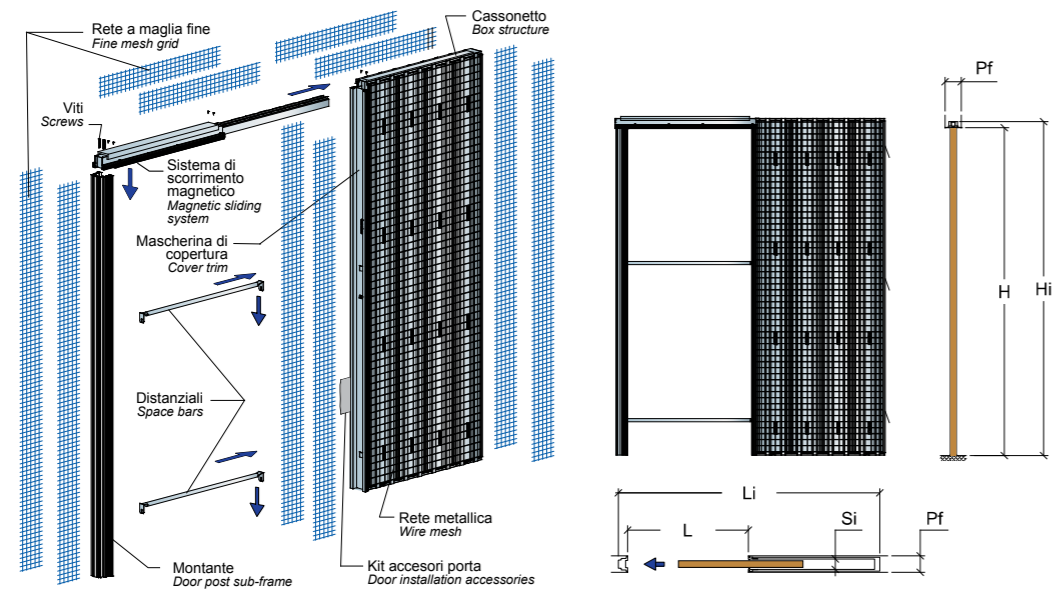 Rete a maglia fine
Fine mesh grid
Cassonetto
Box structure
Viti
Screws
Sistema di
scorrimento
magnetico
Magnetic sliding
system
Mascherina di
copertura
Cover trim
Distanziali
Space bars
Rete metallica
Wire mesh
Montante
Door post sub-frame
Kit accesori porta
Door installation accessories
Pf
H
Hi
Li
L
Si
Pf